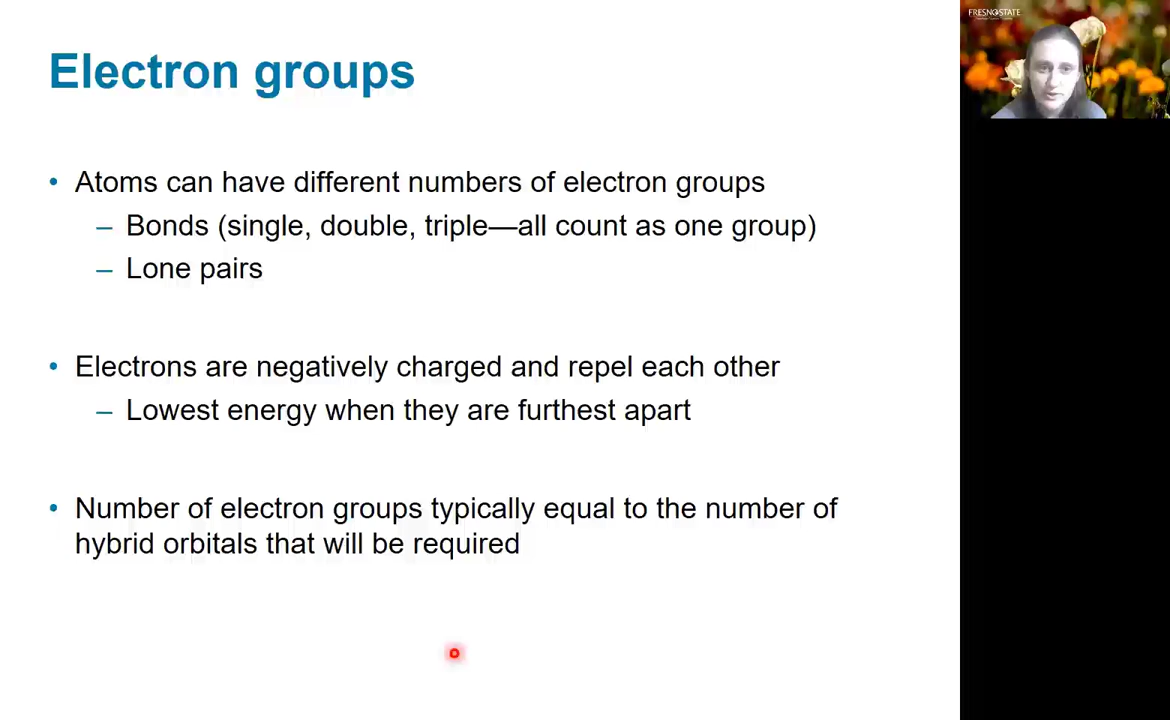 Electron groups
FRESNO STATE
• Atoms can have different numbers of electron groups
– Bonds (single, double, triple—all count as one group)
– Lone pairs
• Electrons are negatively charged and repel each other
– Lowest energy when they are furthest apart
• Number of electron groups typically equal to the number of
hybrid orbitals that will be required